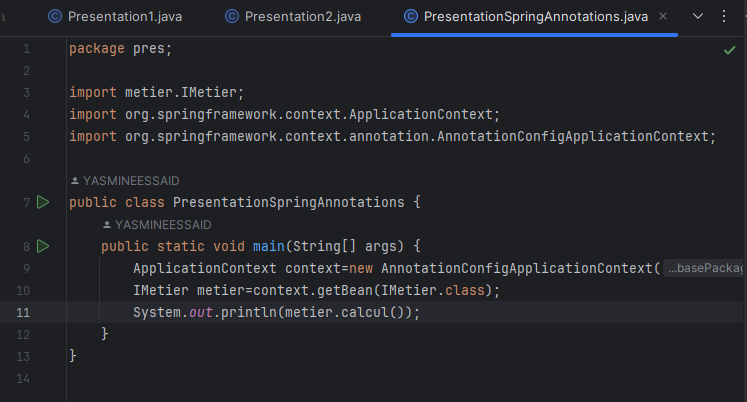 Presentation1.java Presentation2.java PresentationSpringAnnotations.java
1 package pres;
2
3 import metier.IMetier;
4 import org.springframework.context.ApplicationContext;
5 import org.springframework.context.annotation.AnnotationConfigApplicationContext;
6
YASMINEESSAID
7 public class PresentationSpringAnnotations {
YASMINEESSAID
8 public static void main(String[] args) {
9 ApplicationContext context=new AnnotationConfigApplicationContext( ...basePackag
10 IMetier metier=context.getBean(IMetier.class);
11 System.out.println(metier.calcul());
12 }
13 }
14